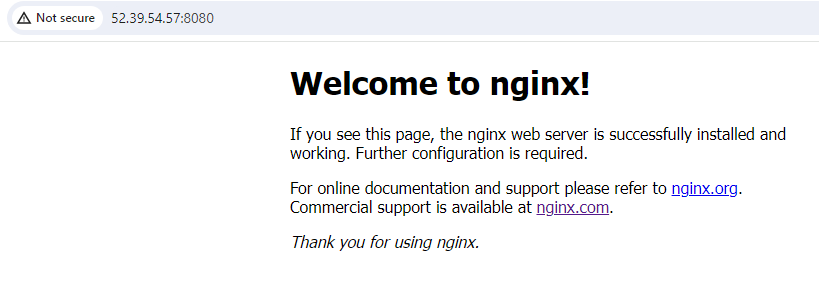 Not secure 52.39.54.57:8080
Welcome to nginx!
If you see this page, the nginx web server is successfully installed and
working. Further configuration is required.
For online documentation and support please refer to nginx.org.
Commercial support is available at nginx.com.
Thank you for using nginx.